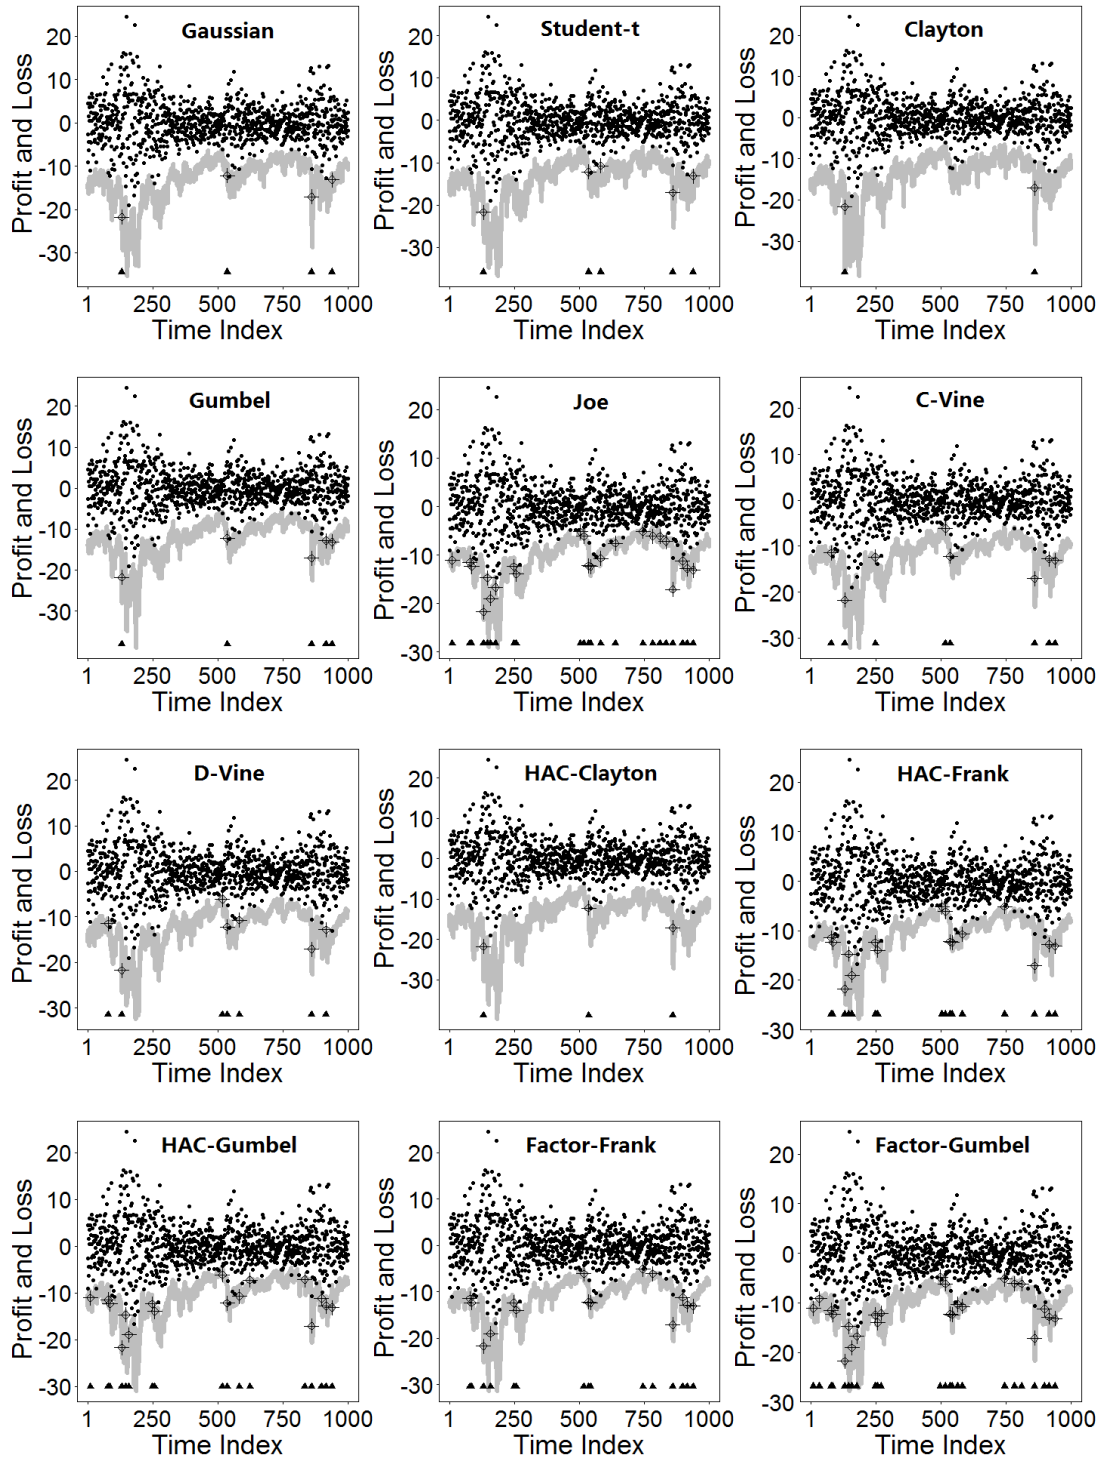 Gaussian
Student-t
Clayton
Profit and Loss
20
10
0
-10
-20
-30
1 250 500 750 1000
Time Index
Profit and Loss
20
10
0
-10
-20
-30
1 250 500 750 1000
Time Index
Profit and Loss
20
10
0
-10
-20
-30
1 250 500 750 1000
Time Index
Gumbel
Joe
C-Vine
Profit and Loss
20
10
0
-10
-20
-30
1 250 500 750 1000
Time Index
Profit and Loss
20
10
0
-10
-20
-30
1 250 500 750 1000
Time Index
Profit and Loss
20
10
0
-10
-20
-30
1 250 500 750 1000
Time Index
D-Vine
HAC-Clayton
HAC-Frank
Profit and Loss
20
10
0
-10
-20
-30
1 250 500 750 1000
Time Index
Profit and Loss
20
10
0
-10
-20
-30
1 250 500 750 1000
Time Index
Profit and Loss
20
10
0
-10
-20
-30
1 250 500 750 1000
Time Index
HAC-Gumbel
Factor-Frank
Factor-Gumbel
Profit and Loss
20
10
0
-10
-20
-30
1 250 500 750 1000
Time Index
Profit and Loss
20
10
0
-10
-20
-30
1 250 500 750 1000
Time Index
Profit and Loss
20
10
0
-10
-20
-30
1 250 500 750 1000
Time Index